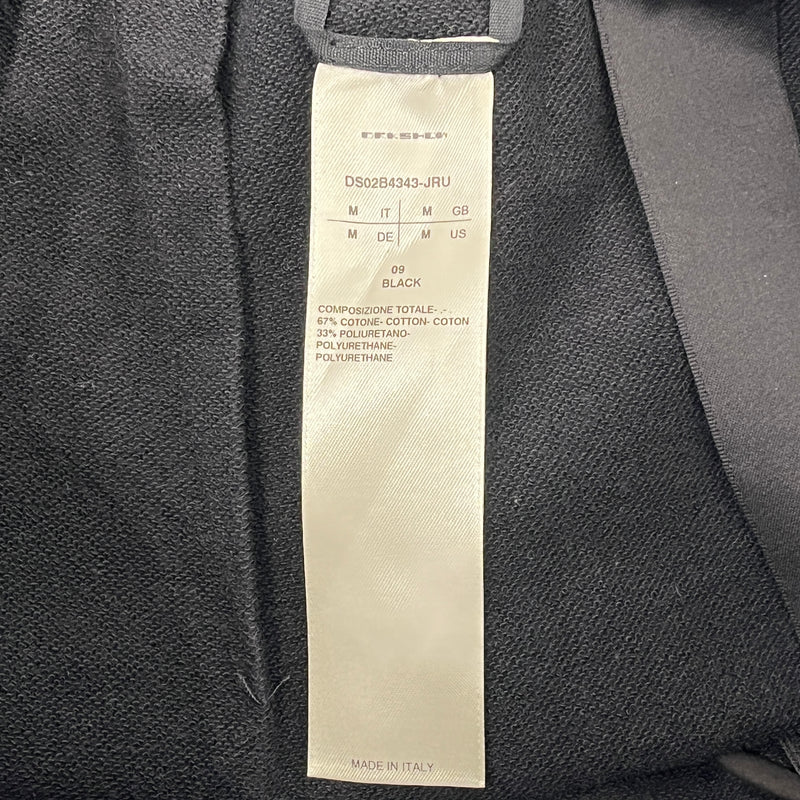 DRKSHDW
DS02B4343-JRU
M IT M GB
M DE M US
09
BLACK
COMPOSIZIONE TOTALE- .- .
67% COTONE- COTTON- COTON
33% POLIURETANO-
POLYURETHANE-
POLYURETHANE
MADE IN ITALY